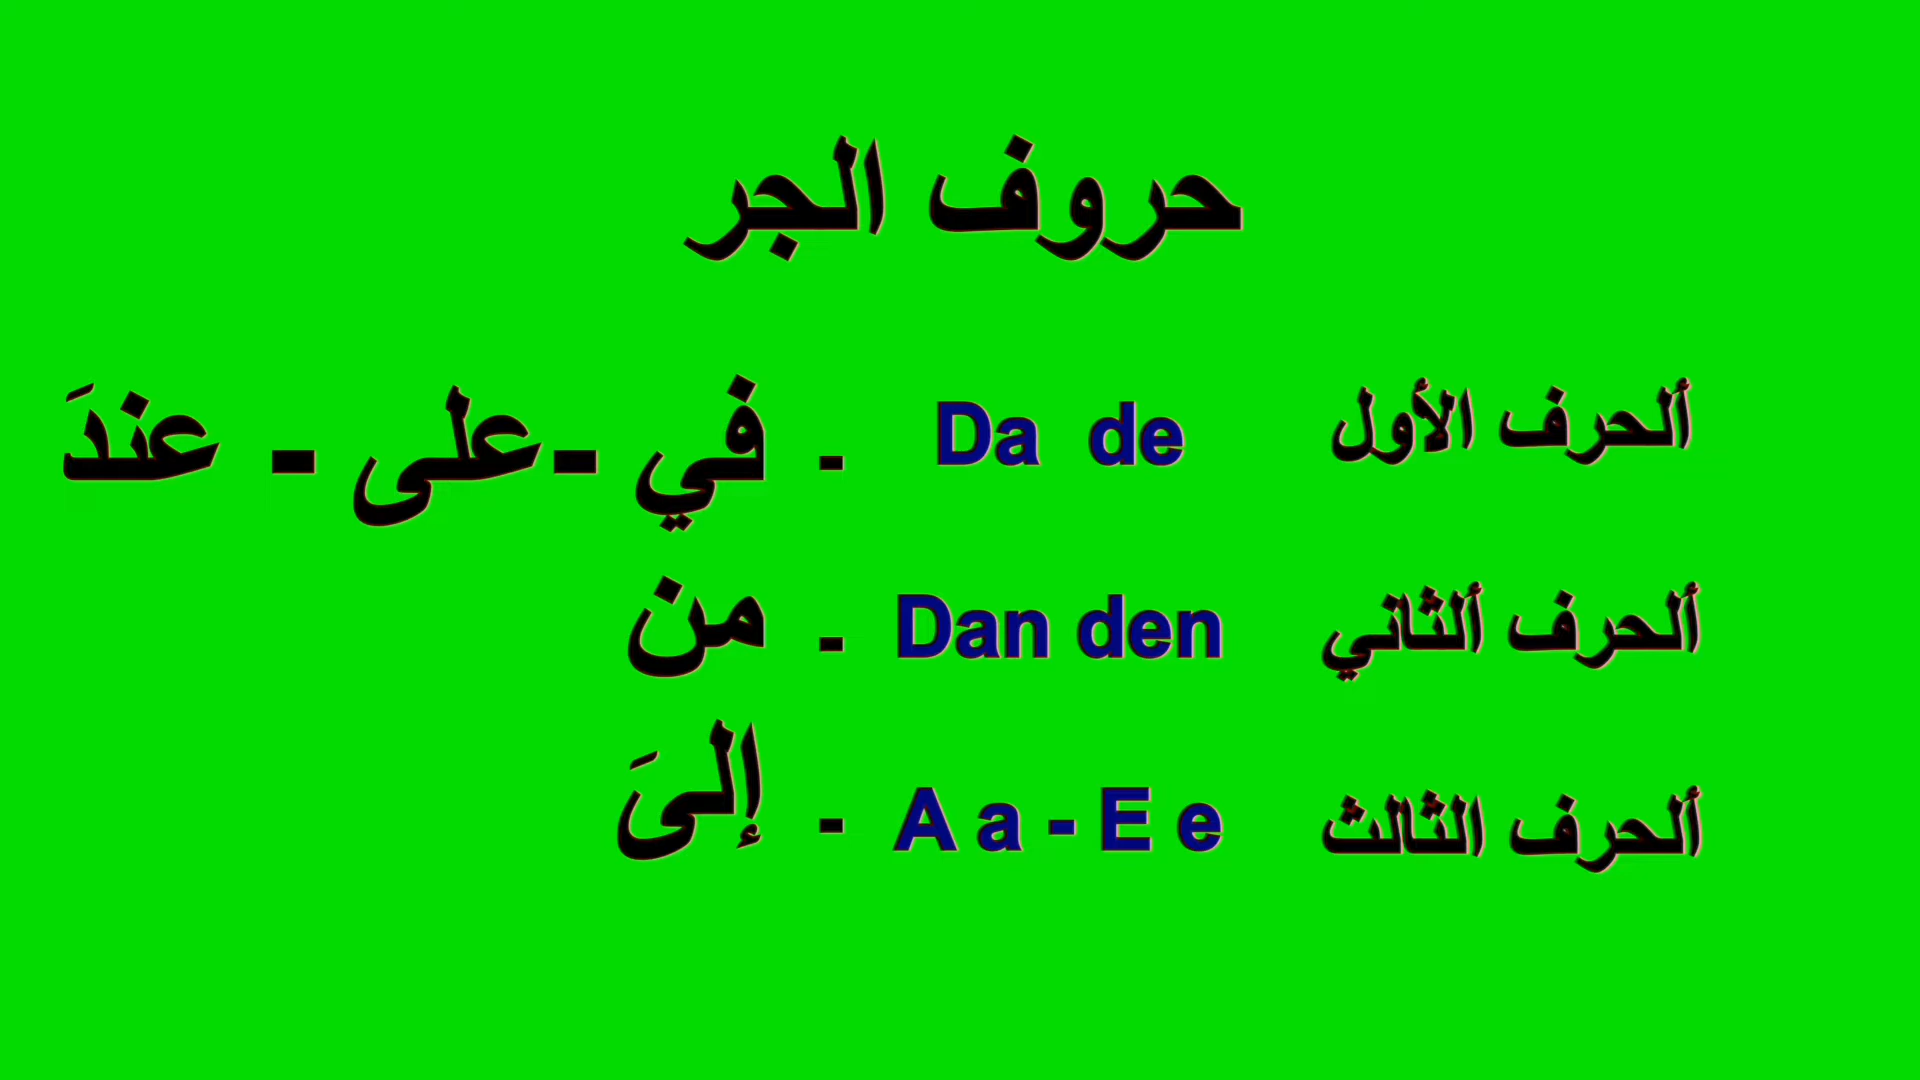 حروف الجر
ألحرف الأول Da de - في -على - عندَ
ألحرف ألثاني Dan den - من
ألحرف الثالث A a - E e - إلىَ